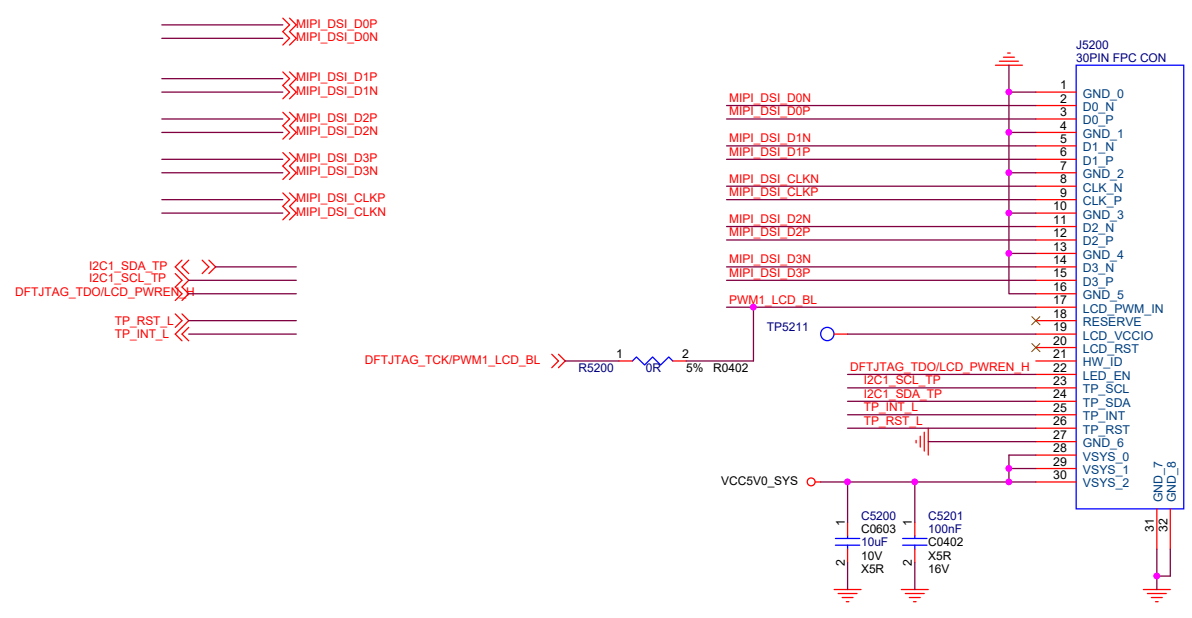 MIPI_DSI_D0P
MIPI_DSI_D0N
MIPI_DSI_D1P
MIPI_DSI_D1N
MIPI_DSI_D2P
MIPI_DSI_D2N
MIPI_DSI_D3P
MIPI_DSI_D3N
MIPI_DSI_CLKP
MIPI_DSI_CLKN
I2C1_SDA_TP
I2C1_SCL_TP
DFTJTAG_TDO/LCD_PWREN_H
TP_RST_L
TP_INT_L
DFTJTAG_TCK/PWM1_LCD_BL
1
2
R5200
0R
5%
R0402
J5200
30PIN FPC CON
1 GND_0
MIPI_DSI_D0N 2 D0_N
MIPI_DSI_D0P 3 D0_P
4 GND_1
MIPI_DSI_D1N 5 D1_N
MIPI_DSI_D1P 6 D1_P
7 GND_2
MIPI_DSI_CLKN 8 CLK_N
MIPI_DSI_CLKP 9 CLK_P
10 GND_3
MIPI_DSI_D2N 11 D2_N
MIPI_DSI_D2P 12 D2_P
13 GND_4
MIPI_DSI_D3N 14 D3_N
MIPI_DSI_D3P 15 D3_P
16 GND_5
PWM1_LCD_BL 17 LCD_PWM_IN
18 RESERVE
TP5211 19 LCD_VCCIO
20 LCD_RST
21 HW_ID
DFTJTAG_TDO/LCD_PWREN_H 22 LED_EN
I2C1_SCL_TP 23 TP_SCL
I2C1_SDA_TP 24 TP_SDA
TP_INT_L 25 TP_INT
TP_RST_L 26 TP_RST
27 GND_6
28 VSYS_0
29 VSYS_1
VCC5V0_SYS 30 VSYS_2
GND_7
GND_8
31
32
1
2
C5200
C0603
10uF
10V
X5R
1
2
C5201
100nF
C0402
X5R
16V